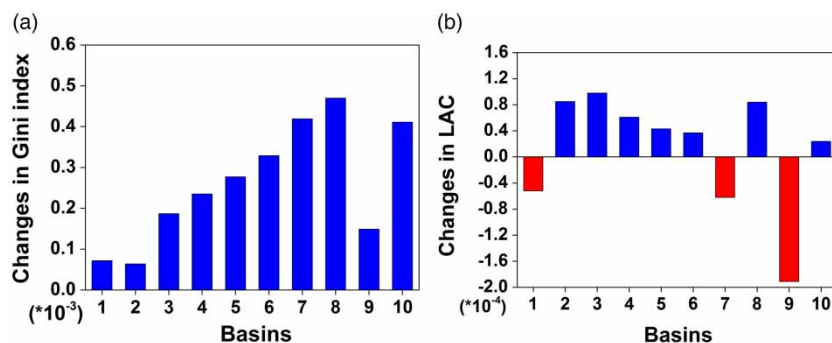 (a)
Changes in Gini index
0.6
0.5
0.4
0.3
0.2
0.1
0.0
(*10-3)
1 2 3 4 5 6 7 8 9 10
Basins
(b)
Changes in LAC
1.6
1.2
0.8
0.4
0.0
-0.4
-0.8
-1.2
-1.6
-2.0
(*10-4)
1 2 3 4 5 6 7 8 9 10
Basins